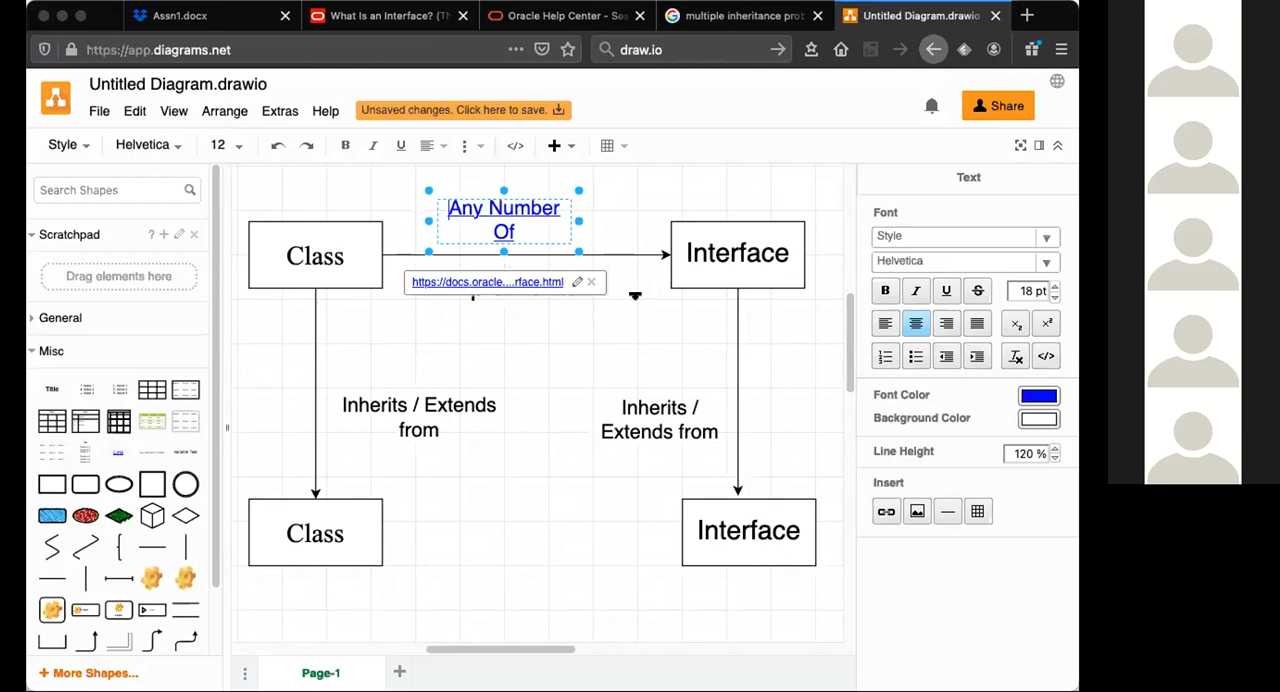 Assn1.docx
What Is an Interface? (T
Oracle Help Center - Sea
multiple inheritance prob
Untitled Diagram.drawio
https://app.diagrams.net
draw.io
Untitled Diagram.drawio
File Edit View Arrange Extras Help
Unsaved changes. Click here to save.
Share
Style Helvetica 12
Search Shapes
Scratchpad
Drag elements here
General
Misc
Title
More Shapes...
Any Number
Of
Class
Interface
https://docs.oracle....rface.html
Inherits / Extends
from
Inherits /
Extends from
Class
Interface
Page-1
Text
Font
Style
Helvetica
18 pt
Font Color
Background Color
Line Height
120 %
Insert